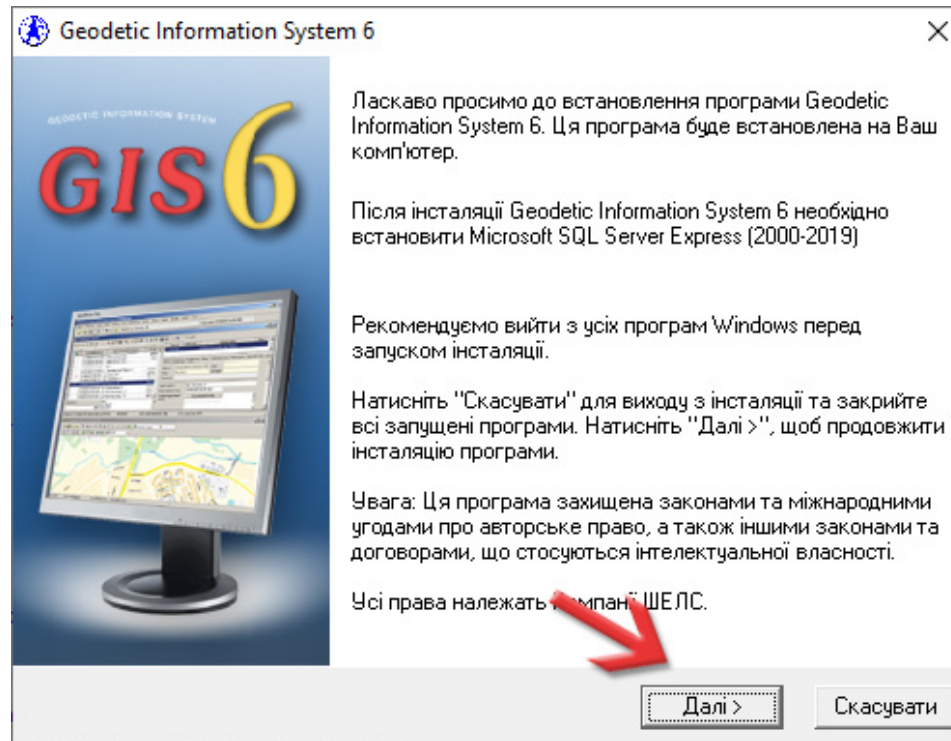 Geodetic Information System 6
GEODETIC INFORMATION SYSTEM
GIS6
Ласкаво просимо до встановлення програми Geodetic
Information System 6. Ця програма буде встановлена на Ваш
комп'ютер.
Після інсталяції Geodetic Information System 6 необхідно
встановити Microsoft SQL Server Express (2000-2019)
Рекомендуємо вийти з усіх програм Windows перед
запуском інсталяції.
Натисніть "Скасувати" для виходу з інсталяції та закрийте
всі запущені програми. Натисніть "Далі >", щоб продовжити
інсталяцію програми.
Увага: Ця програма захищена законами та міжнародними
угодами про авторське право, а також іншими законами та
договорами, що стосуються інтелектуальної власності.
Усі права належать ШЕЛС.
Далі >
Скасувати